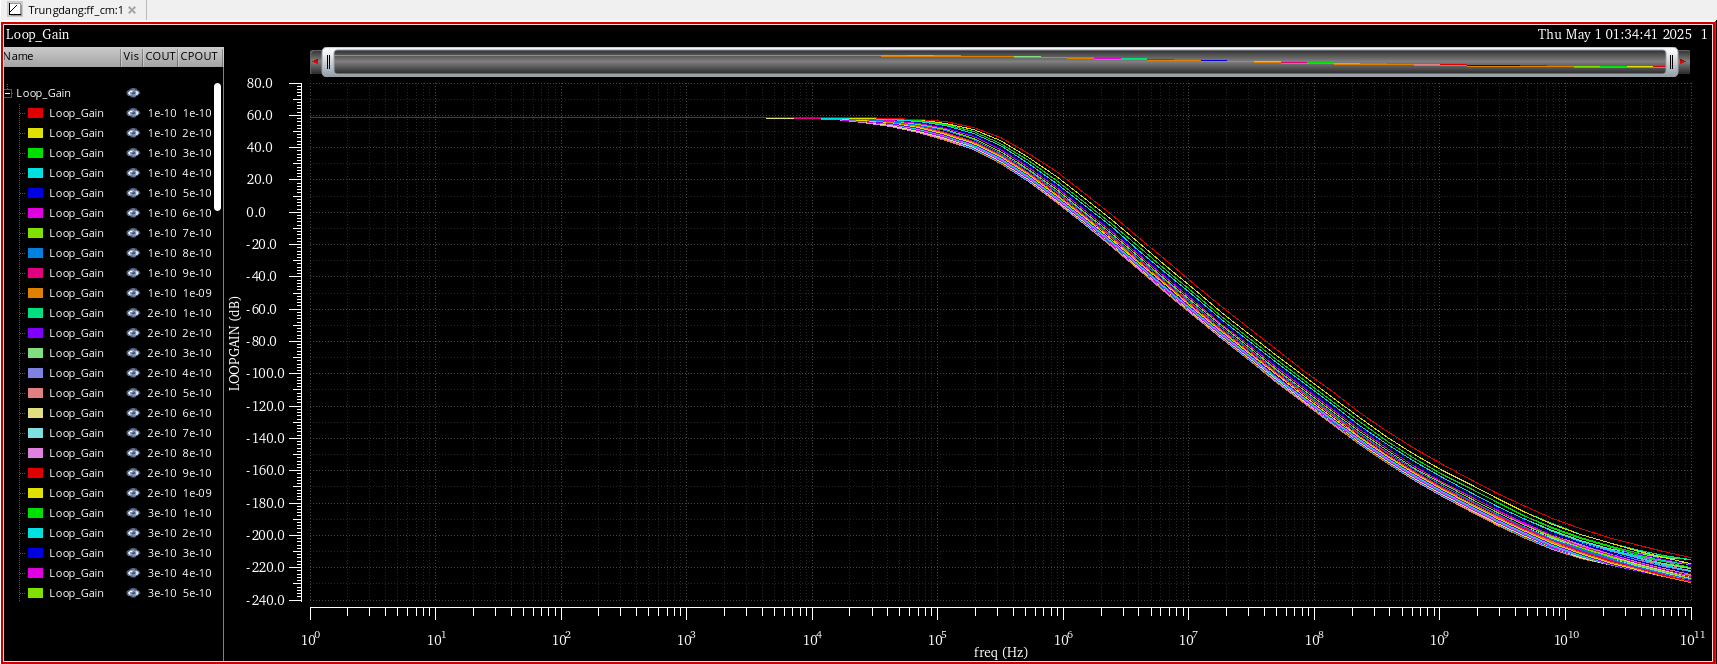 Trungdang:ff_cm:1
Loop_Gain
Thu May 1 01:34:41 2025 1
Name Vis COUT CPOUT
Loop_Gain
Loop_Gain 1e-10 1e-10
Loop_Gain 1e-10 2e-10
Loop_Gain 1e-10 3e-10
Loop_Gain 1e-10 4e-10
Loop_Gain 1e-10 5e-10
Loop_Gain 1e-10 6e-10
Loop_Gain 1e-10 7e-10
Loop_Gain 1e-10 8e-10
Loop_Gain 1e-10 9e-10
Loop_Gain 1e-10 1e-09
Loop_Gain 2e-10 1e-10
Loop_Gain 2e-10 2e-10
Loop_Gain 2e-10 3e-10
Loop_Gain 2e-10 4e-10
Loop_Gain 2e-10 5e-10
Loop_Gain 2e-10 6e-10
Loop_Gain 2e-10 7e-10
Loop_Gain 2e-10 8e-10
Loop_Gain 2e-10 9e-10
Loop_Gain 2e-10 1e-09
Loop_Gain 3e-10 1e-10
Loop_Gain 3e-10 2e-10
Loop_Gain 3e-10 3e-10
Loop_Gain 3e-10 4e-10
Loop_Gain 3e-10 5e-10
LOOPGAIN (dB)
80.0
60.0
40.0
20.0
0.0
-20.0
-40.0
-60.0
-80.0
-100.0
-120.0
-140.0
-160.0
-180.0
-200.0
-220.0
-240.0
10⁰ 10¹ 10² 10³ 10⁴ 10⁵ 10⁶ 10⁷ 10⁸ 10⁹ 10¹⁰ 10¹¹
freq (Hz)